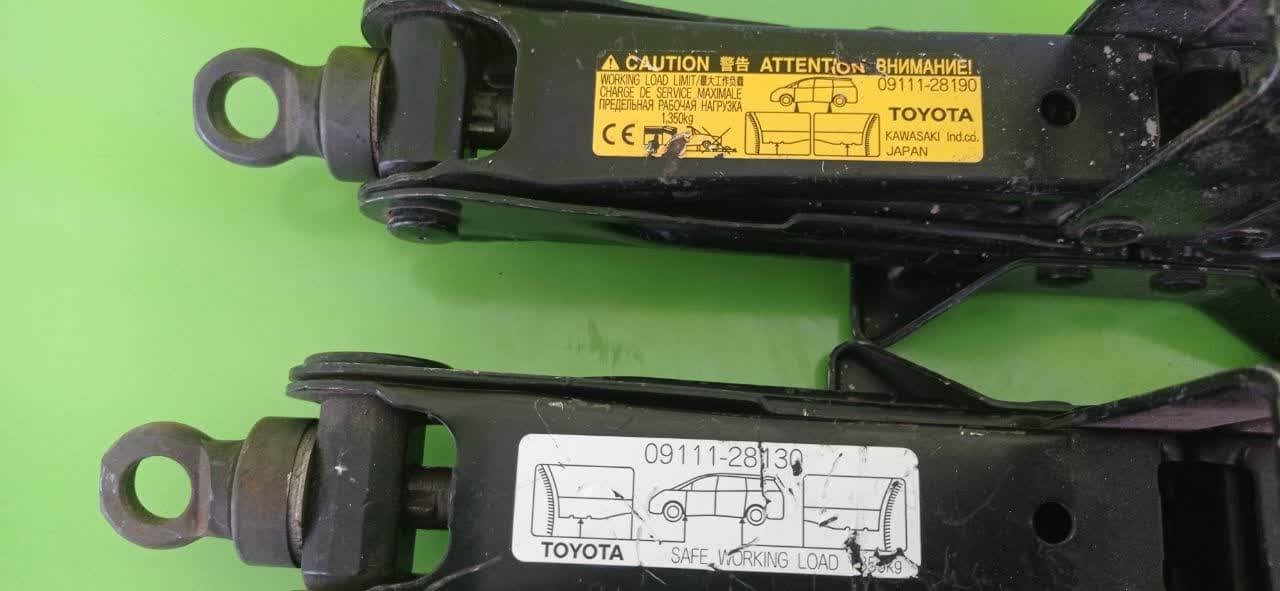 ⚠ CAUTION 警告 ATTENTION ВНИМАНИЕ!
WORKING LOAD LIMIT/最大工作负载
CHARGE DE SERVICE MAXIMALE
ПРЕДЕЛЬНАЯ РАБОЧАЯ НАГРУЗКА
1,350kg
CE
09111-28190
TOYOTA
KAWASAKI Ind.co.
JAPAN
09111-28130
TOYOTA
SAFE WORKING LOAD